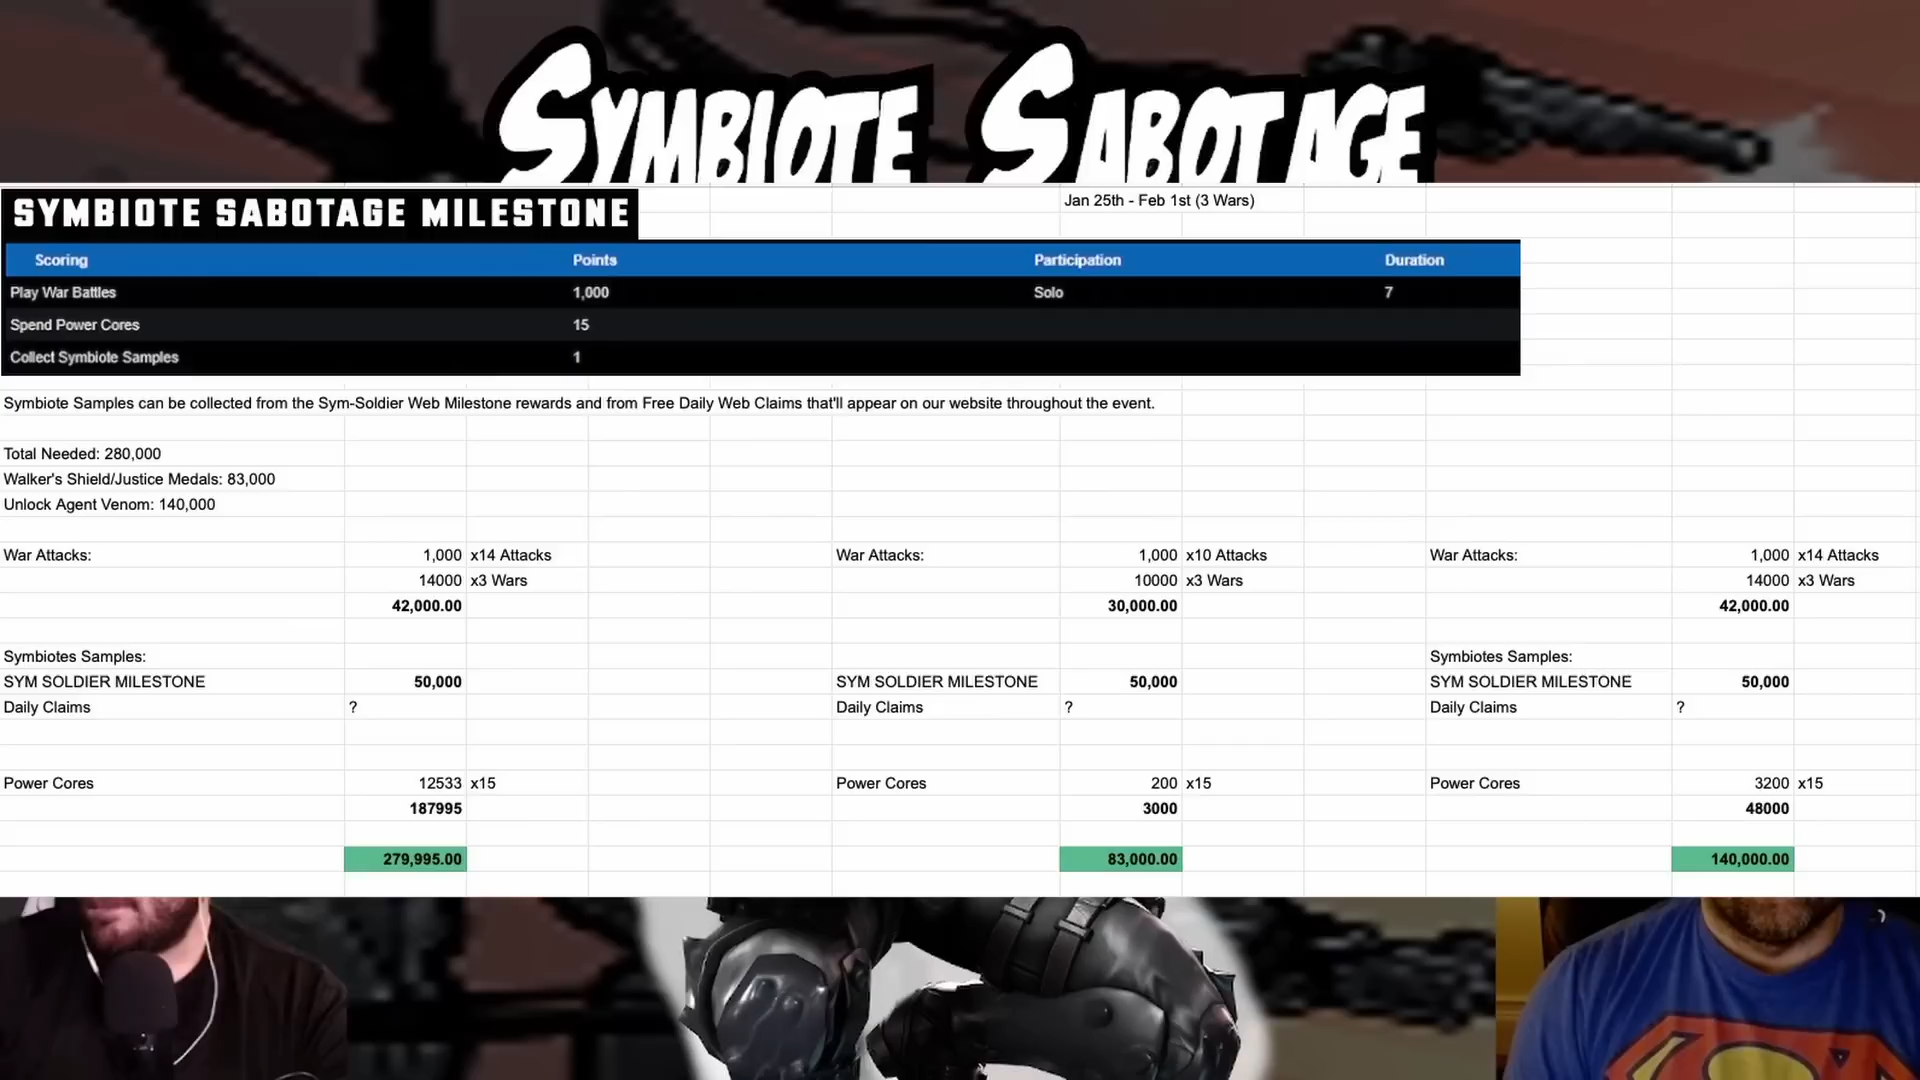 SYMBIOTE SABOTAGE
SYMBIOTE SABOTAGE MILESTONE
Jan 25th - Feb 1st (3 Wars)
Scoring Points Participation Duration
Play War Battles 1,000 Solo 7
Spend Power Cores 15
Collect Symbiote Samples 1
Symbiote Samples can be collected from the Sym-Soldier Web Milestone rewards and from Free Daily Web Claims that'll appear on our website throughout the event.
Total Needed: 280,000
Walker's Shield/Justice Medals: 83,000
Unlock Agent Venom: 140,000
War Attacks: 1,000 x14 Attacks War Attacks: 1,000 x10 Attacks War Attacks: 1,000 x14 Attacks
14000 x3 Wars 10000 x3 Wars 14000 x3 Wars
42,000.00 30,000.00 42,000.00
Symbiotes Samples: Symbiotes Samples:
SYM SOLDIER MILESTONE 50,000 SYM SOLDIER MILESTONE 50,000 SYM SOLDIER MILESTONE 50,000
Daily Claims ? Daily Claims ? Daily Claims ?
Power Cores 12533 x15 Power Cores 200 x15 Power Cores 3200 x15
187995 3000 48000
279,995.00 83,000.00 140,000.00